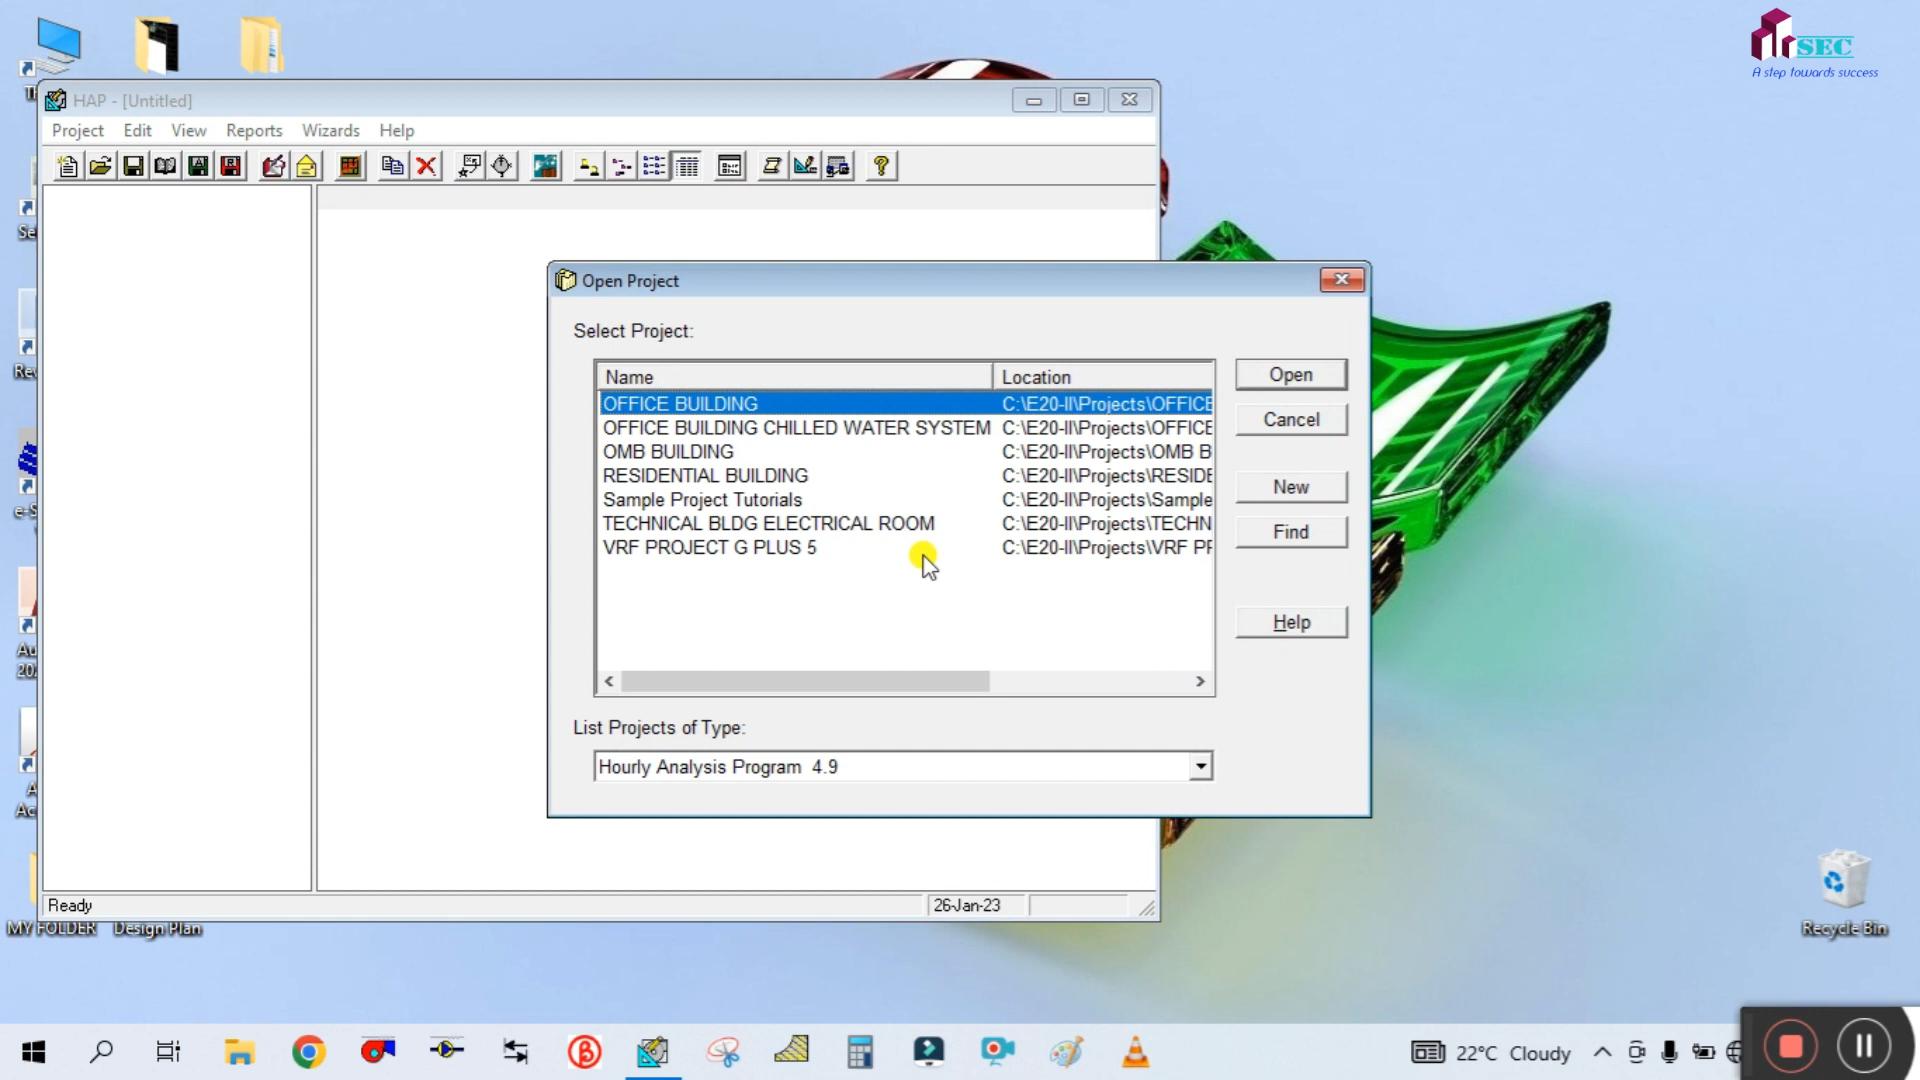 SEC
A step towards success
HAP - [Untitled]
Project Edit View Reports Wizards Help
Open Project
Select Project:
Name Location
OFFICE BUILDING C:\E20-II\Projects\OFFICE
OFFICE BUILDING CHILLED WATER SYSTEM C:\E20-II\Projects\OFFICE
OMB BUILDING C:\E20-II\Projects\OMB B
RESIDENTIAL BUILDING C:\E20-II\Projects\RESIDE
Sample Project Tutorials C:\E20-II\Projects\Sample
TECHNICAL BLDG ELECTRICAL ROOM C:\E20-II\Projects\TECHN
VRF PROJECT G PLUS 5 C:\E20-II\Projects\VRF PF
Open
Cancel
New
Find
Help
List Projects of Type:
Hourly Analysis Program 4.9
Ready
26-Jan-23
MY FOLDER
Design Plan
Recycle Bin
22°C Cloudy